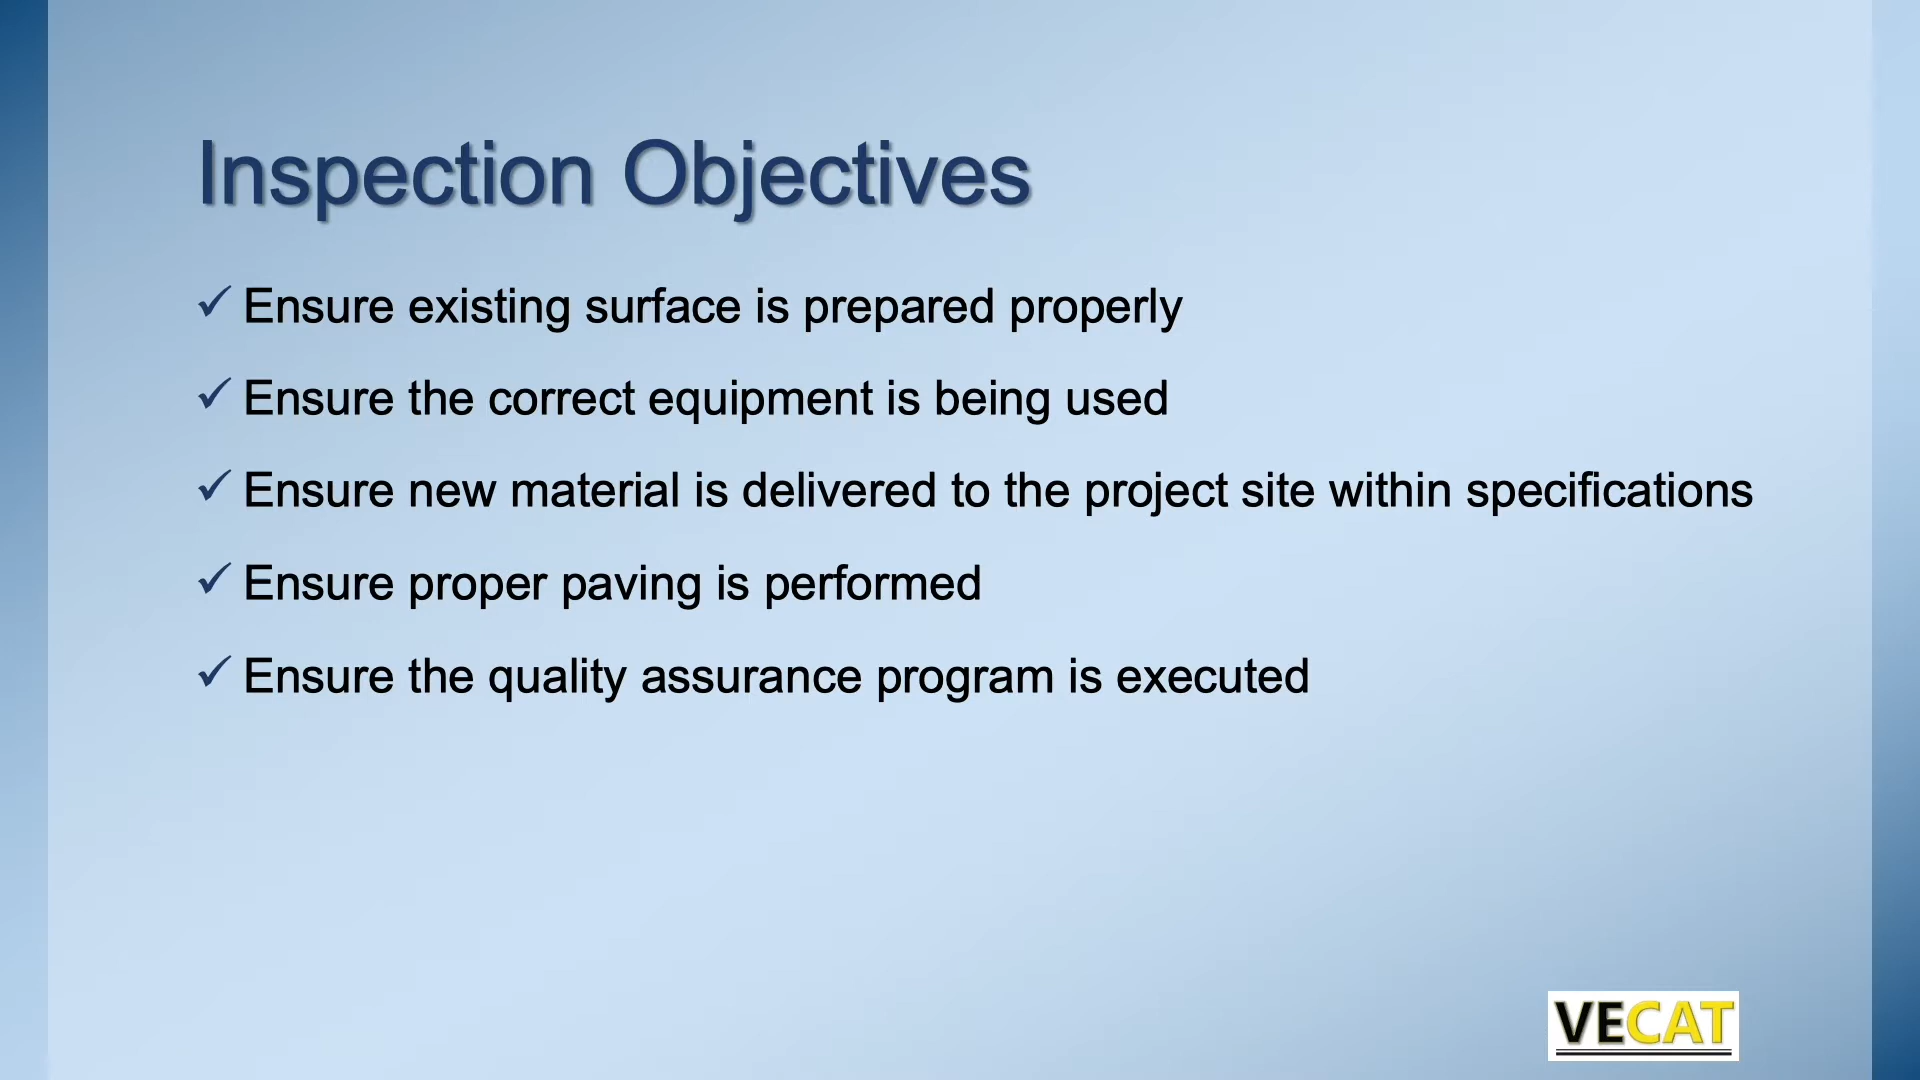 Inspection Objectives
✓ Ensure existing surface is prepared properly
✓ Ensure the correct equipment is being used
✓ Ensure new material is delivered to the project site within specifications
✓ Ensure proper paving is performed
✓ Ensure the quality assurance program is executed
VECAT